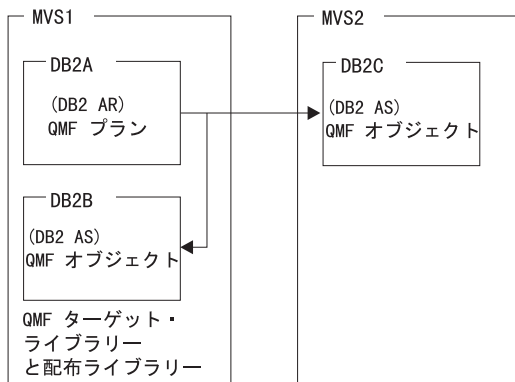 MVS1
DB2A
(DB2 AR)
QMF プラン
DB2B
(DB2 AS)
QMF オブジェクト
QMF ターゲット・
ライブラリー
と配布ライブラリー
MVS2
DB2C
(DB2 AS)
QMF オブジェクト